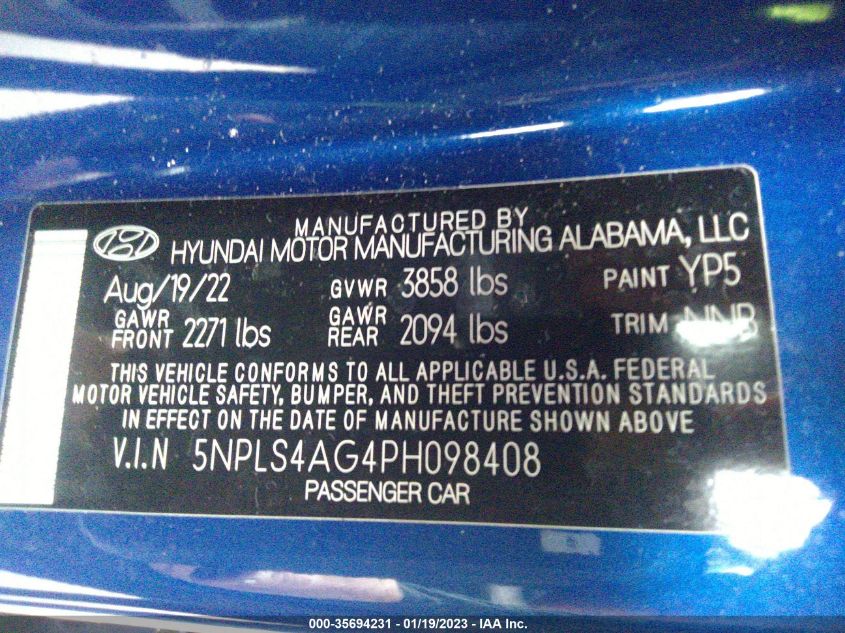 MANUFACTURED BY
HYUNDAI MOTOR MANUFACTURING ALABAMA, LLC
Aug/19/22 GVWR 3858 lbs PAINT YP5
GAWR FRONT 2271 lbs GAWR REAR 2094 lbs TRIM NNB
THIS VEHICLE CONFORMS TO ALL APPLICABLE U.S.A. FEDERAL
MOTOR VEHICLE SAFETY, BUMPER, AND THEFT PREVENTION STANDARDS
IN EFFECT ON THE DATE OF MANUFACTURE SHOWN ABOVE
V.I.N 5NPLS4AG4PH098408
PASSENGER CAR
000-35694231 - 01/19/2023 - IAA Inc.